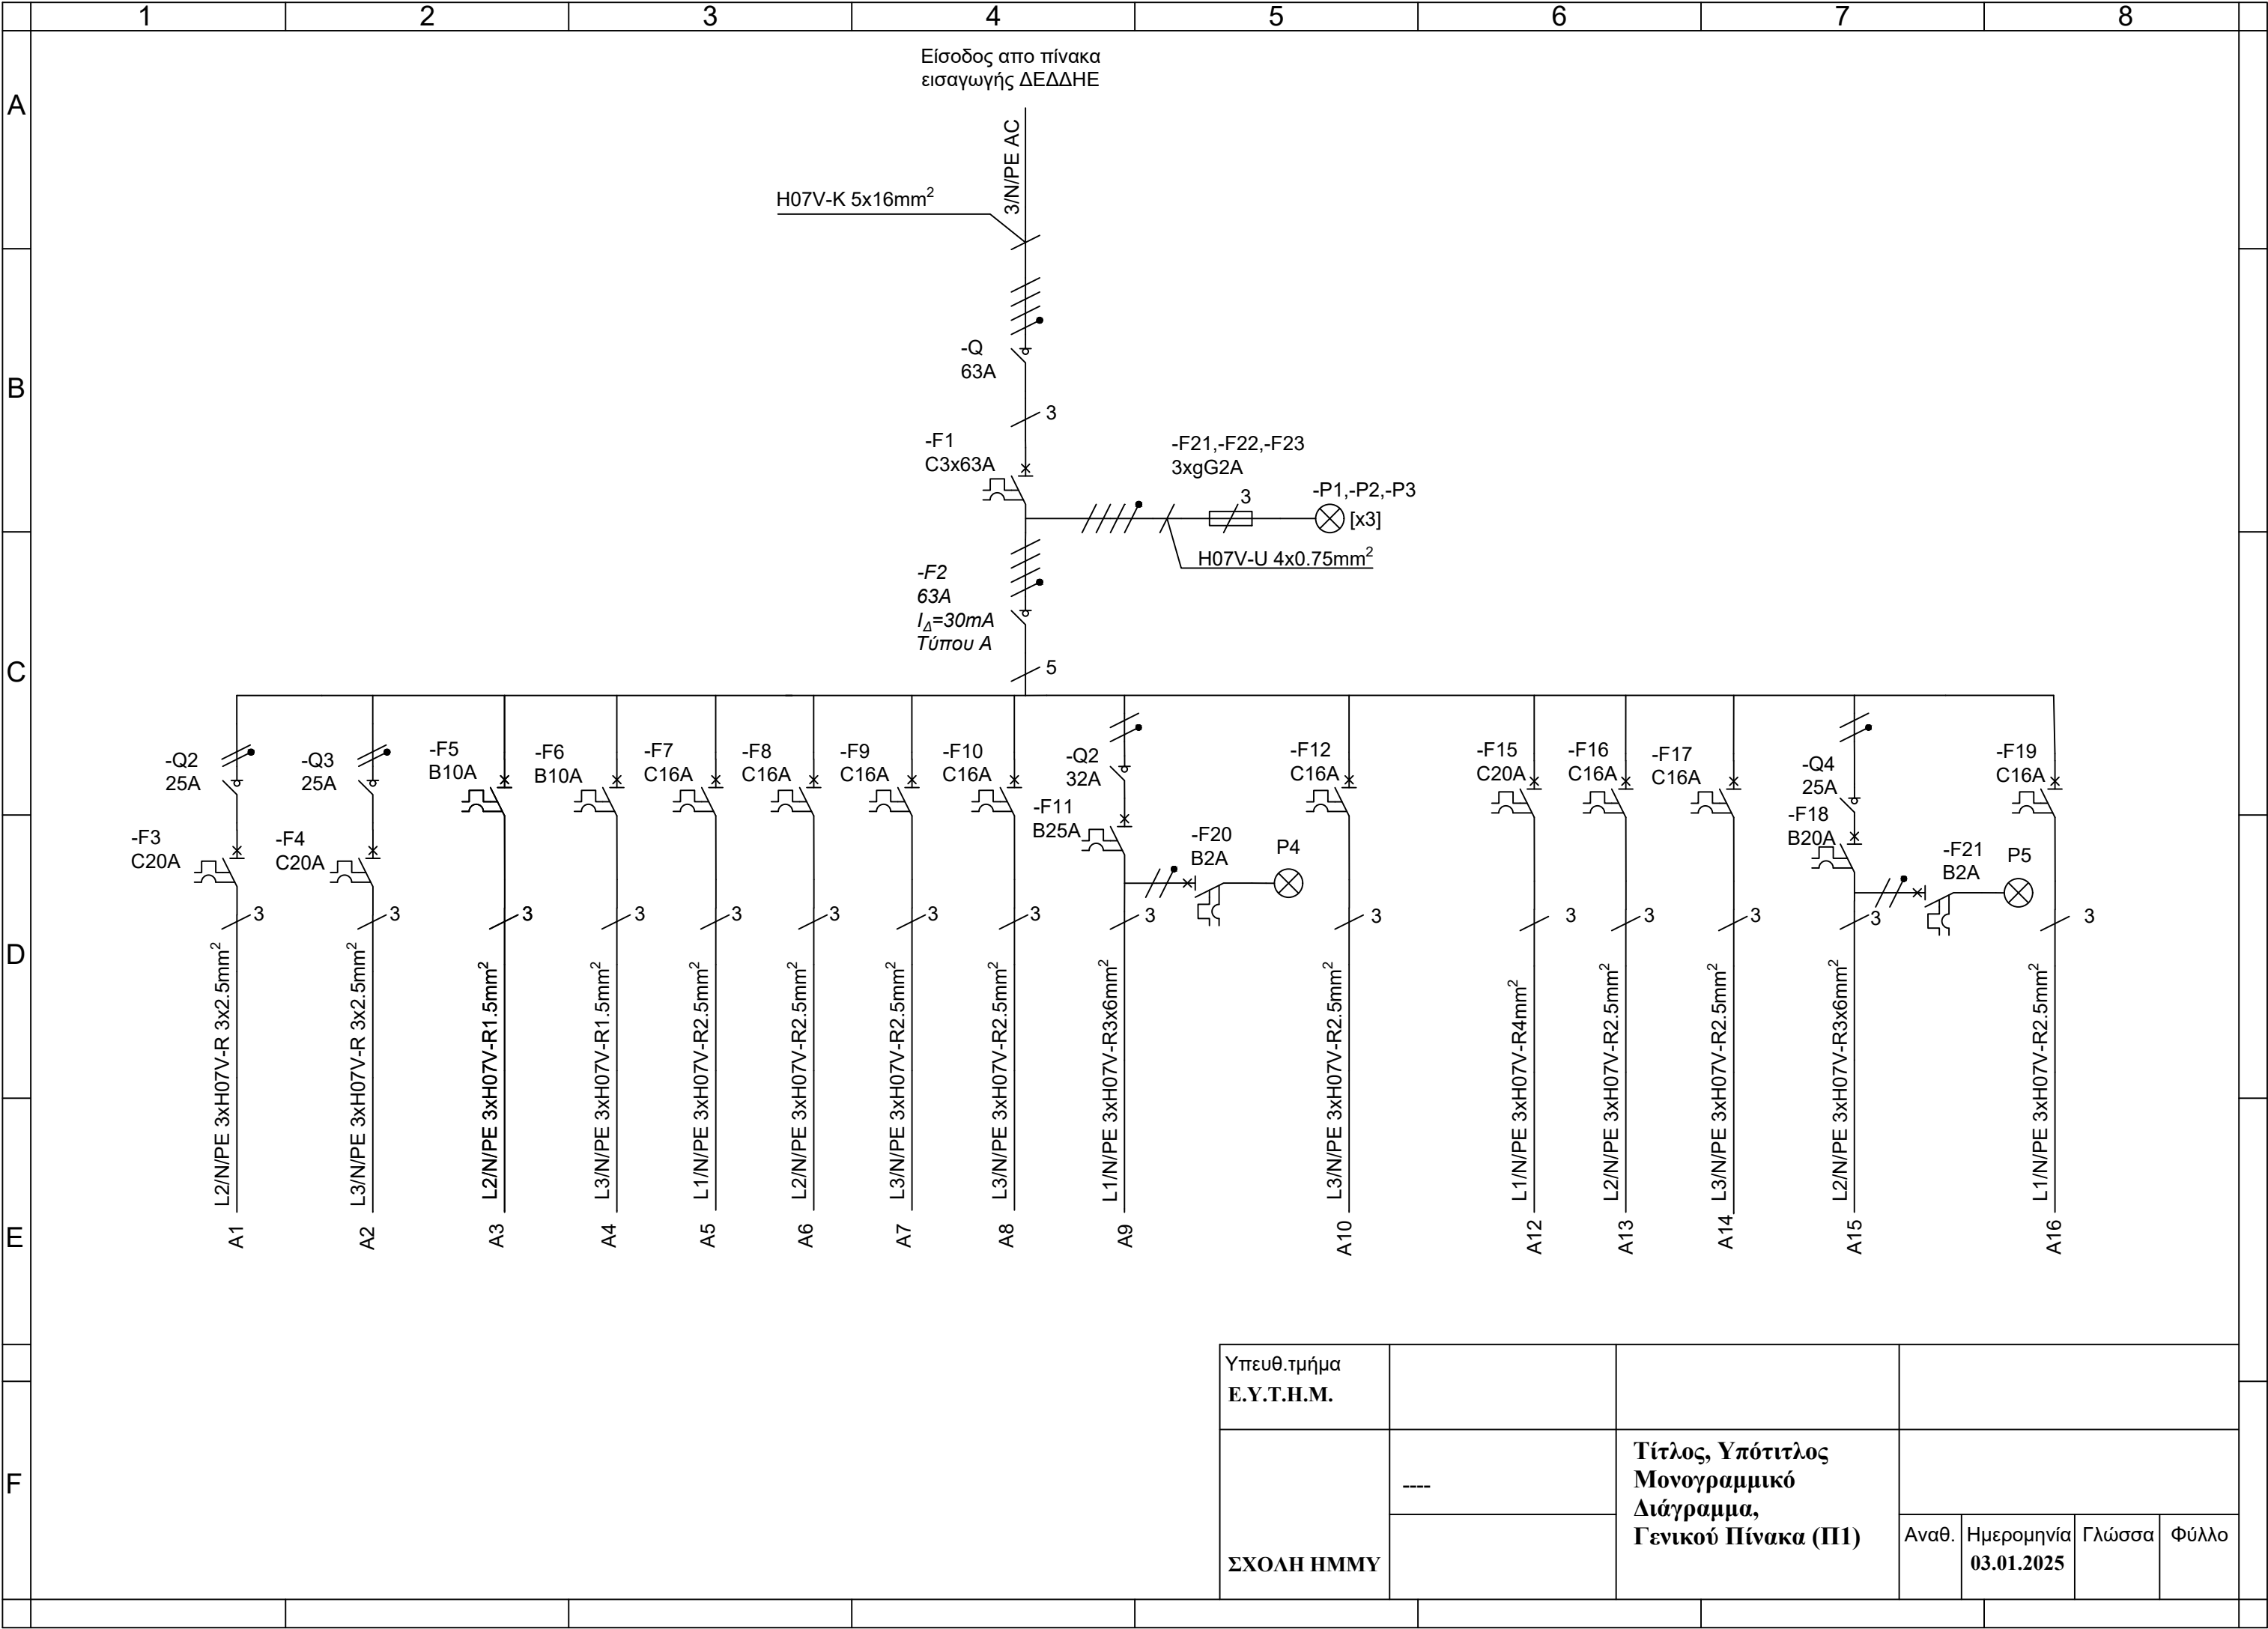 1 2 3 4 5 6 7 8
A
B
C
D
E
F
Είσοδος απο πίνακα
εισαγωγής ΔΕΔΔΗΕ
3/N/PE AC
H07V-K 5x16mm²
-Q
63A
3
-F1
C3x63A
-F21,-F22,-F23
3xgG2A
3
-P1,-P2,-P3
[x3]
H07V-U 4x0.75mm²
-F2
63A
I_Δ=30mA
Τύπου Α
5
-Q2
25A
-F3
C20A
3
L2/N/PE 3xH07V-R 3x2.5mm²
A1
-Q3
25A
-F4
C20A
3
L3/N/PE 3xH07V-R 3x2.5mm²
A2
-F5
B10A
3
L2/N/PE 3xH07V-R1.5mm²
A3
-F6
B10A
3
L3/N/PE 3xH07V-R1.5mm²
A4
-F7
C16A
3
L1/N/PE 3xH07V-R2.5mm²
A5
-F8
C16A
3
L2/N/PE 3xH07V-R2.5mm²
A6
-F9
C16A
3
L3/N/PE 3xH07V-R2.5mm²
A7
-F10
C16A
3
L3/N/PE 3xH07V-R2.5mm²
A8
-Q2
32A
-F11
B25A
-F20
B2A
P4
3
L1/N/PE 3xH07V-R3x6mm²
A9
-F12
C16A
3
L3/N/PE 3xH07V-R2.5mm²
A10
-F15
C20A
3
L1/N/PE 3xH07V-R4mm²
A12
-F16
C16A
3
L2/N/PE 3xH07V-R2.5mm²
A13
-F17
C16A
3
L3/N/PE 3xH07V-R2.5mm²
A14
-Q4
25A
-F18
B20A
-F21
B2A
P5
3
L2/N/PE 3xH07V-R3x6mm²
A15
-F19
C16A
3
L1/N/PE 3xH07V-R2.5mm²
A16
Υπευθ.τμήμα
Ε.Υ.Τ.Η.Μ.
ΣΧΟΛΗ ΗΜΜΥ
----
Τίτλος, Υπότιτλος
Μονογραμμικό
Διάγραμμα,
Γενικού Πίνακα (Π1)
Αναθ.
Ημερομηνία
03.01.2025
Γλώσσα
Φύλλο